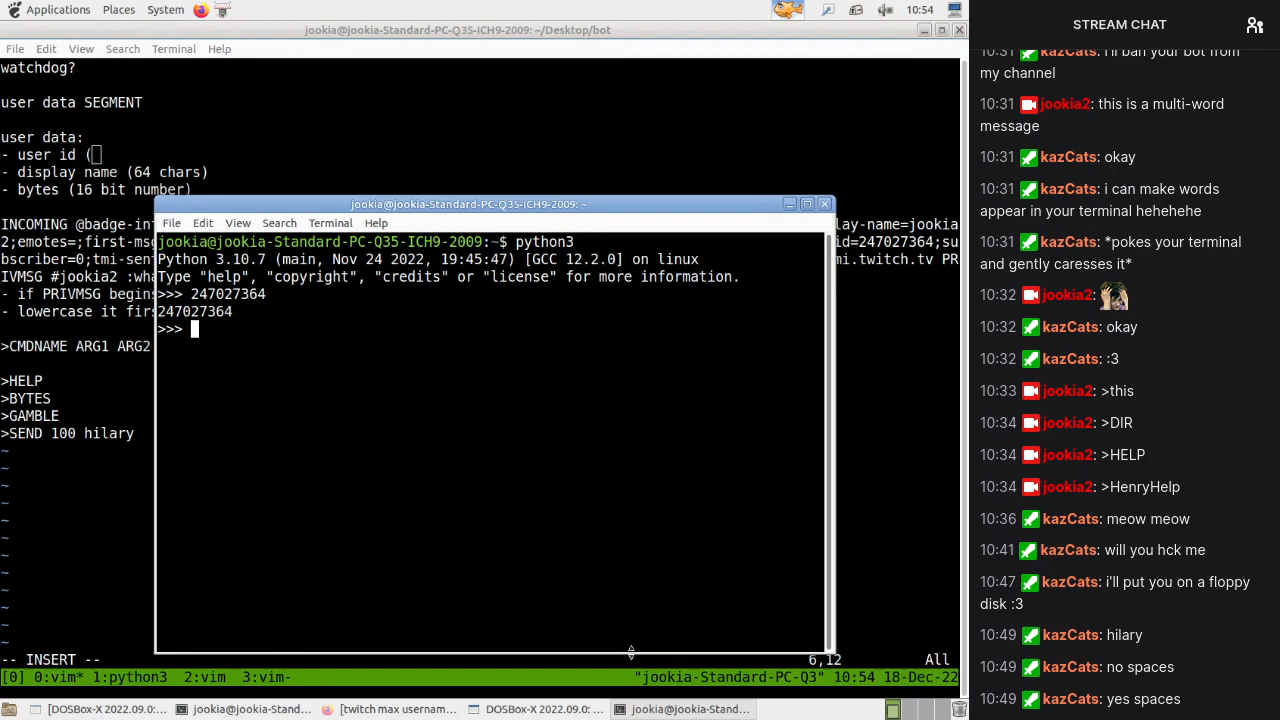 Applications Places System 10:54
jookia@jookia-Standard-PC-Q35-ICH9-2009: ~/Desktop/bot
File Edit View Search Terminal Help
watchdog?
user data SEGMENT
user data:
- user id (
- display name (64 chars)
- bytes (16 bit number)
INCOMING @badge-in lay-name=jookia
2;emotes=;first-msg id=247027364;su
bscriber=0;tmi-sen mi.twitch.tv PR
IVMSG #jookia2 :wha
- if PRIVMSG begins
- lowercase it firs
>CMDNAME ARG1 ARG2
>HELP
>BYTES
>GAMBLE
>SEND 100 hilary
~
~
~
~
~
~
~
~
~
~
~
~
-- INSERT -- 6,12 All
[0] 0:vim* 1:python3 2:vim 3:vim- "jookia-Standard-PC-Q3" 10:54 18-Dec-22
jookia@jookia-Standard-PC-Q35-ICH9-2009: ~
File Edit View Search Terminal Help
jookia@jookia-Standard-PC-Q35-ICH9-2009:~$ python3
Python 3.10.7 (main, Nov 24 2022, 19:45:47) [GCC 12.2.0] on linux
Type "help", "copyright", "credits" or "license" for more information.
>>> 247027364
247027364
>>>
[DOSBox-X 2022.09.0:... jookia@jookia-Stand... [twitch max usernam... DOSBox-X 2022.09.0: ... jookia@jookia-Stand...
STREAM CHAT
10:31 kazCats: i'll ban your bot from
my channel
10:31 jookia2: this is a multi-word
message
10:31 kazCats: okay
10:31 kazCats: i can make words
appear in your terminal hehehehe
10:31 kazCats: *pokes your terminal
and gently caresses it*
10:32 jookia2:
10:32 kazCats: okay
10:32 kazCats: :3
10:33 jookia2: >this
10:34 jookia2: >DIR
10:34 jookia2: >HELP
10:34 jookia2: >HenryHelp
10:36 kazCats: meow meow
10:41 kazCats: will you hck me
10:47 kazCats: i'll put you on a floppy
disk :3
10:49 kazCats: hilary
10:49 kazCats: no spaces
10:49 kazCats: yes spaces